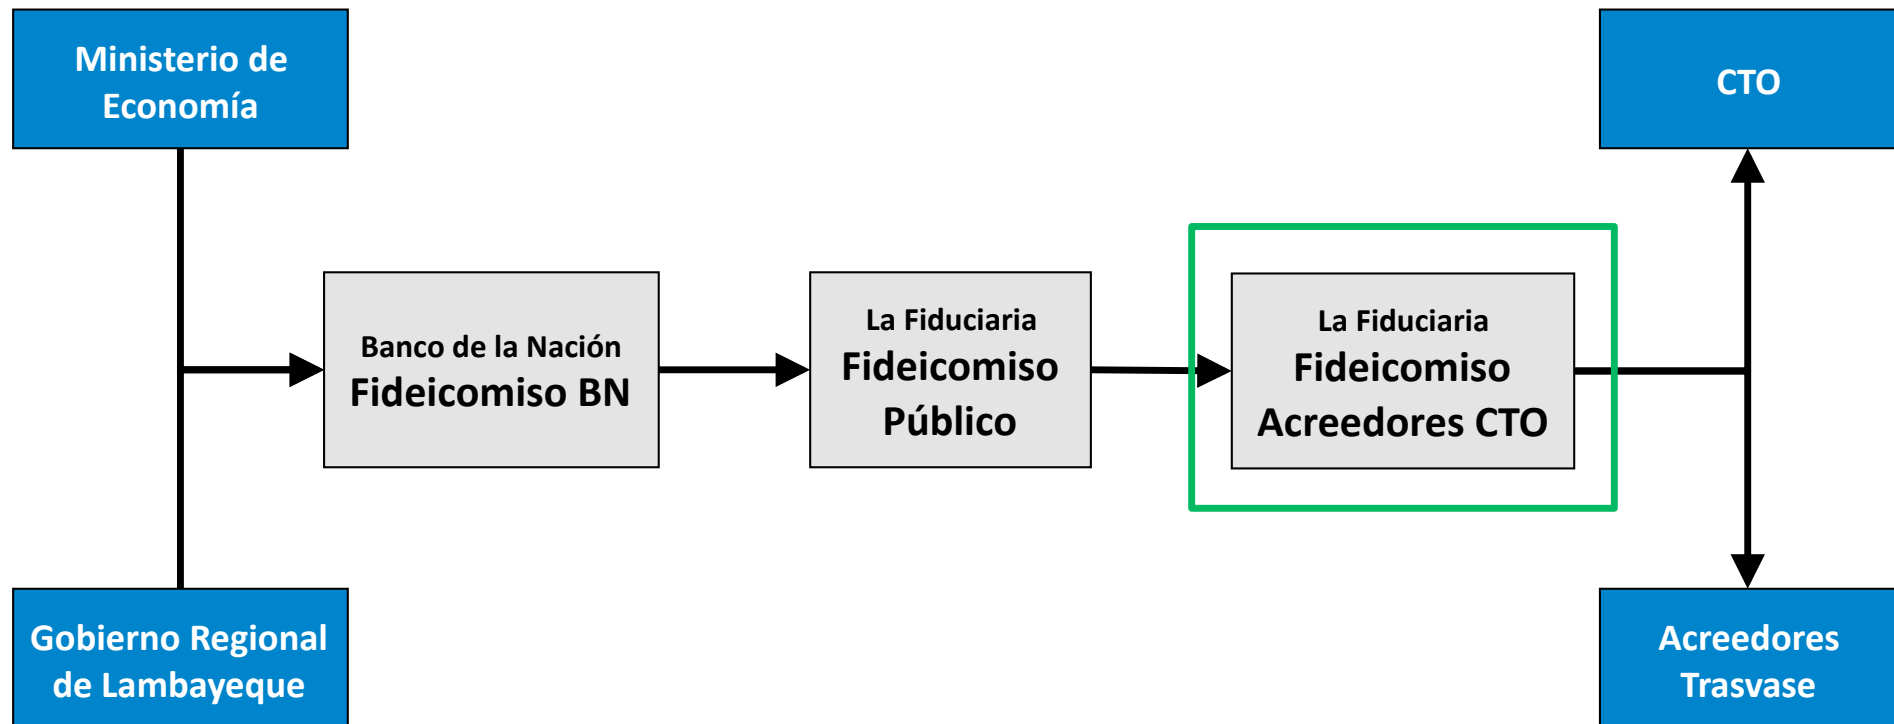 Ministerio de
Economía
CTO
Banco de la Nación
Fideicomiso BN
La Fiduciaria
Fideicomiso
Público
La Fiduciaria
Fideicomiso
Acreedores CTO
Gobierno Regional
de Lambayeque
Acreedores
Trasvase